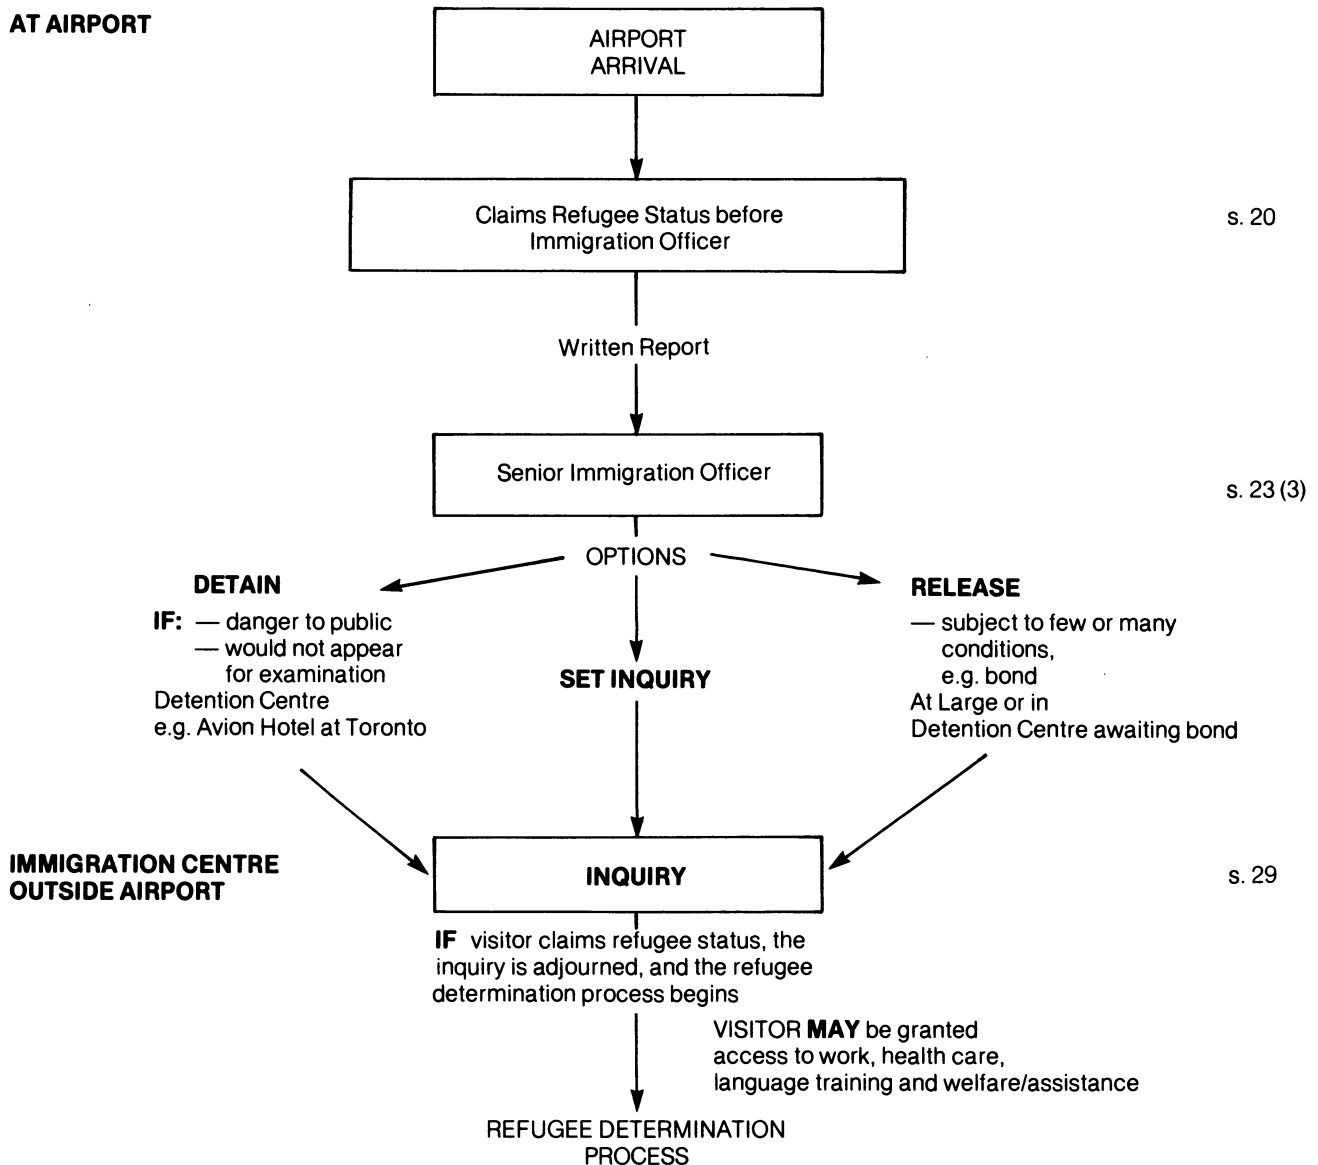 AT AIRPORT
AIRPORT
ARRIVAL
Claims Refugee Status before
Immigration Officer
s. 20
Written Report
Senior Immigration Officer
s. 23 (3)
OPTIONS
DETAIN
IF: — danger to public
— would not appear
for examination
Detention Centre
e.g. Avion Hotel at Toronto
SET INQUIRY
RELEASE
— subject to few or many
conditions,
e.g. bond
At Large or in
Detention Centre awaiting bond
IMMIGRATION CENTRE
OUTSIDE AIRPORT
INQUIRY
s. 29
IF visitor claims refugee status, the
inquiry is adjourned, and the refugee
determination process begins
VISITOR MAY be granted
access to work, health care,
language training and welfare/assistance
REFUGEE DETERMINATION
PROCESS